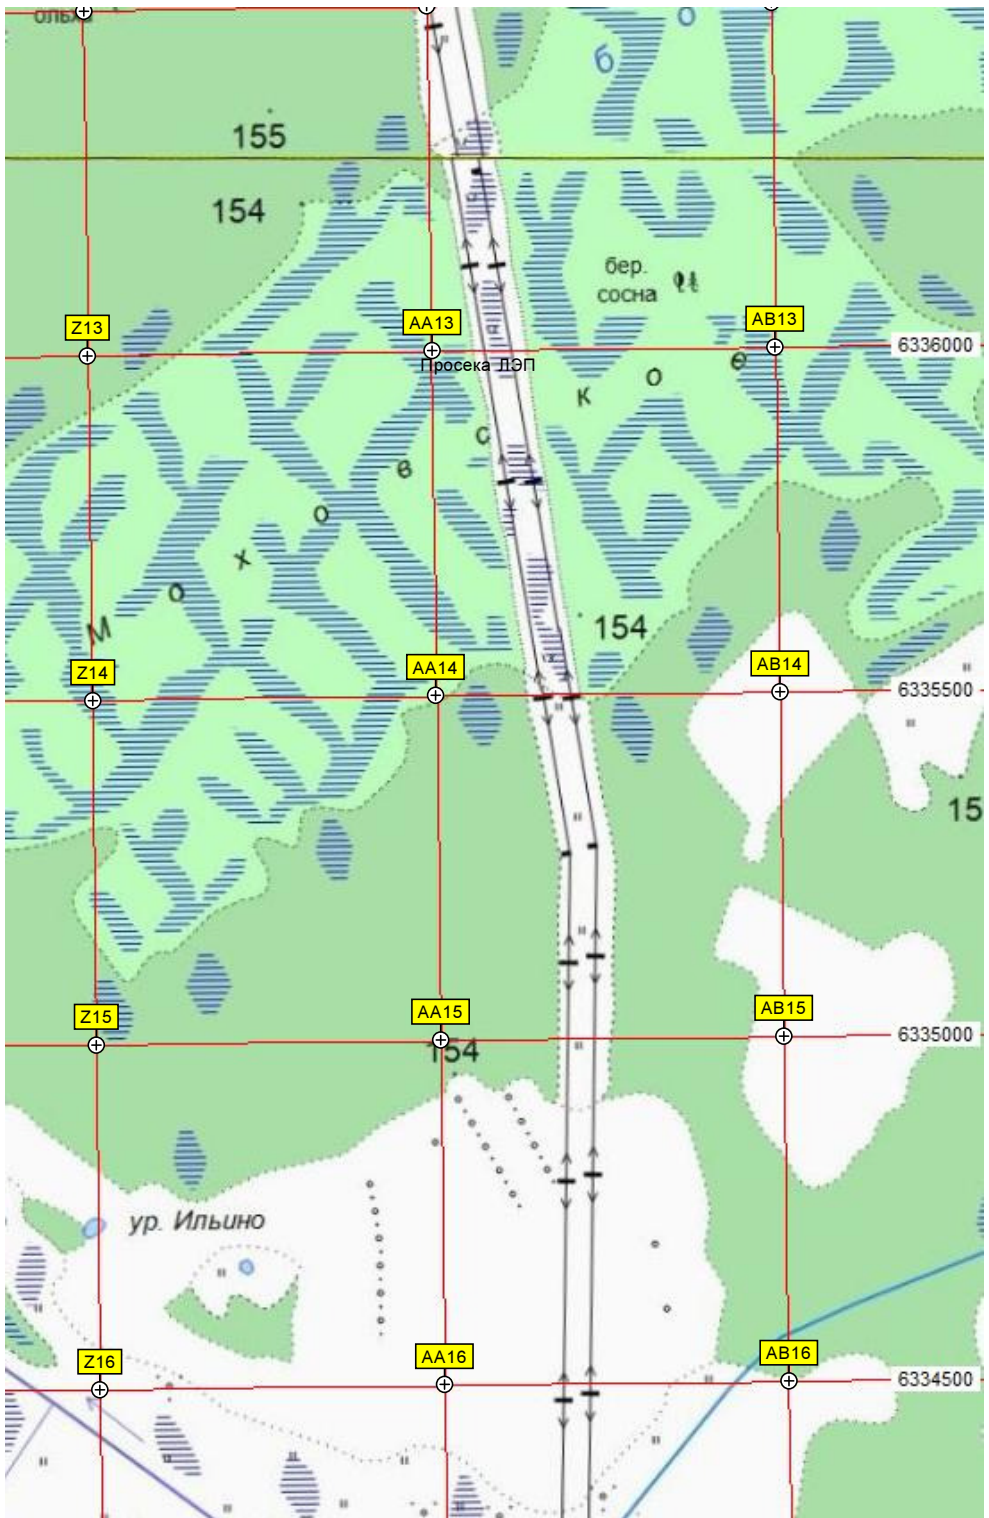 ольха
б о
155
154
бер.
сосна
Z13 AA13 AB13
6336000
Просека ЛЭП
М о х о в с к о е
154
Z14 AA14 AB14
6335500
15
Z15 AA15 AB15
6335000
154
ур. Ильино
Z16 AA16 AB16
6334500